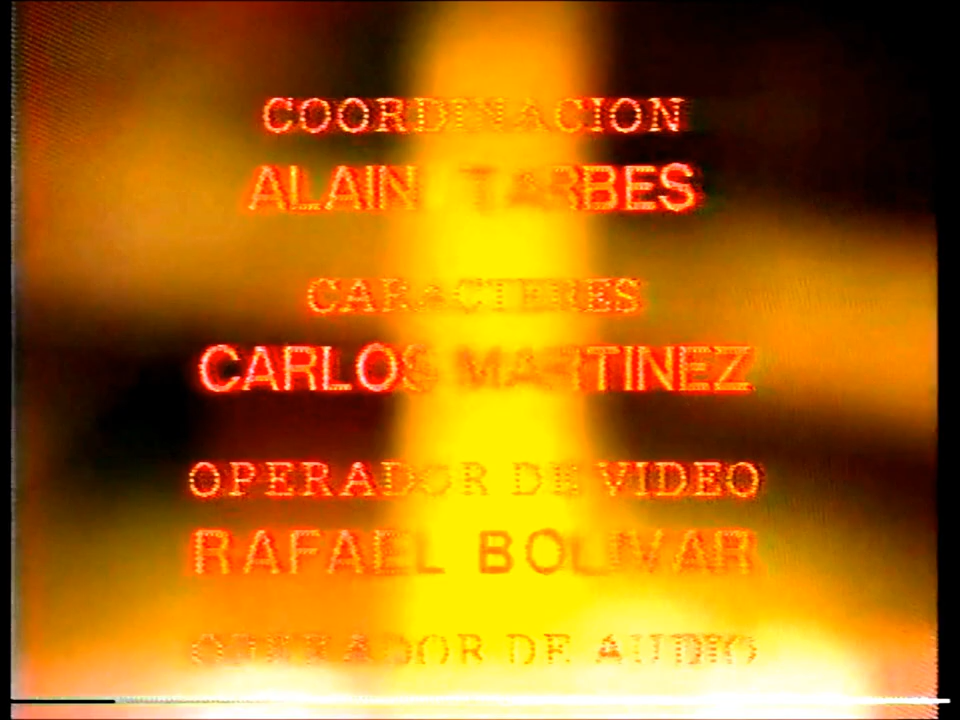 COORDINACION
ALAIN TARBES
CARACTERES
CARLOS MARTINEZ
OPERADOR DE VIDEO
RAFAEL BOLIVAR
OPERADOR DE AUDIO